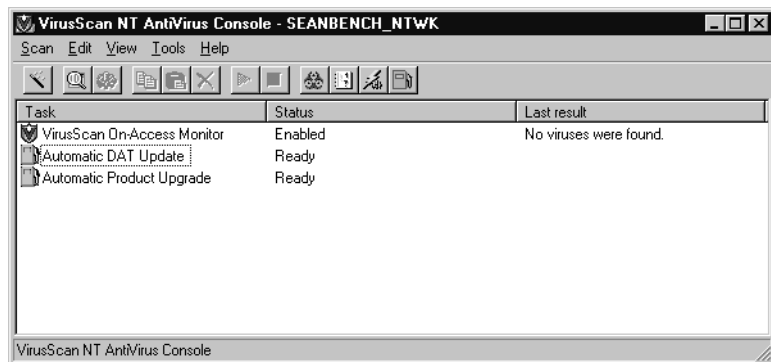 VirusScan NT AntiVirus Console - SEANBENCH_NTWK
Scan Edit View Tools Help
Task Status Last result
VirusScan On-Access Monitor Enabled No viruses were found.
Automatic DAT Update Ready
Automatic Product Upgrade Ready
VirusScan NT AntiVirus Console